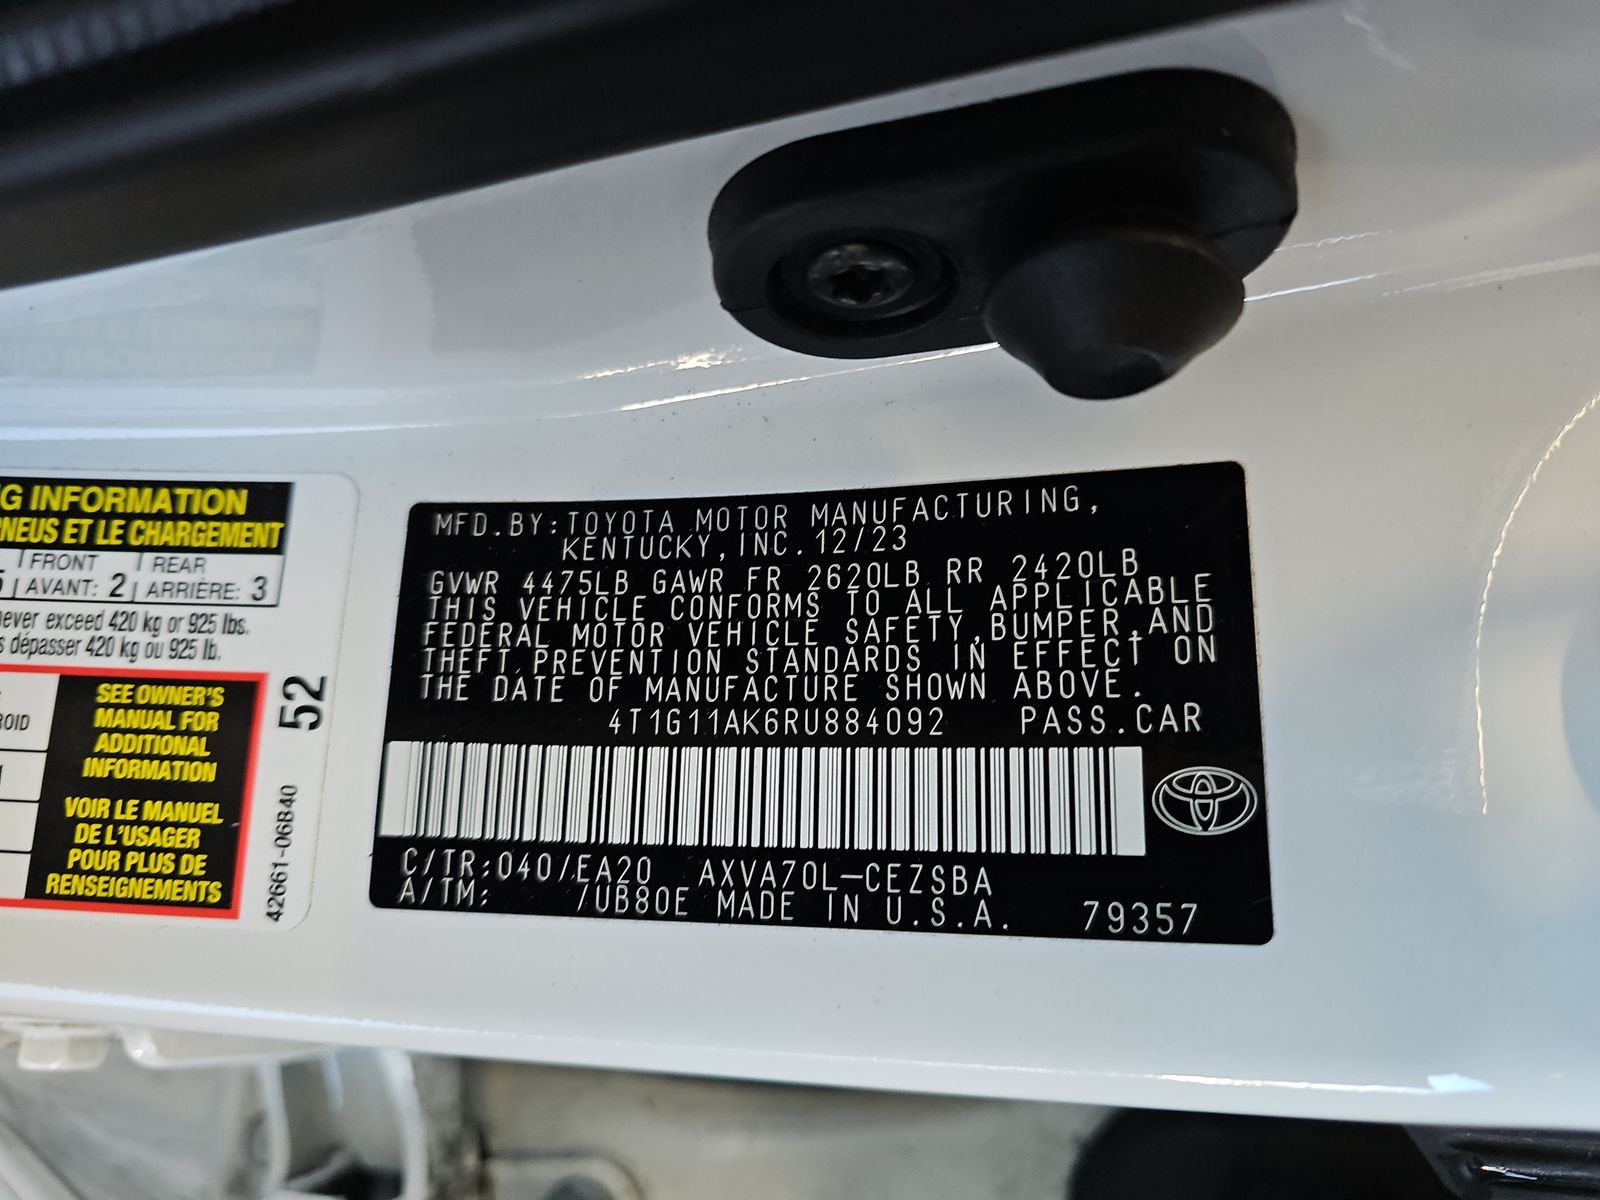 G INFORMATION
PNEUS ET LE CHARGEMENT
FRONT REAR
AVANT: 2 ARRIÈRE: 3
never exceed 420 kg or 925 lbs.
dépasser 420 kg ou 925 lb.
SEE OWNER'S
MANUAL FOR
ADDITIONAL
INFORMATION
VOIR LE MANUEL
DE L'USAGER
POUR PLUS DE
RENSEIGNEMENTS
52
42661-06B40
MFD.BY:TOYOTA MOTOR MANUFACTURING,
KENTUCKY,INC.12/23
GVWR 4475LB GAWR FR 2620LB RR 2420LB
THIS VEHICLE CONFORMS TO ALL APPLICABLE
FEDERAL MOTOR VEHICLE SAFETY,BUMPER,AND
THEFT PREVENTION STANDARDS IN EFFECT ON
THE DATE OF MANUFACTURE SHOWN ABOVE.
4T1G11AK6RU884092 PASS.CAR
C/TR:040/EA20 AXVA70L-CEZSBA
A/TM: /UB80E MADE IN U.S.A. 79357